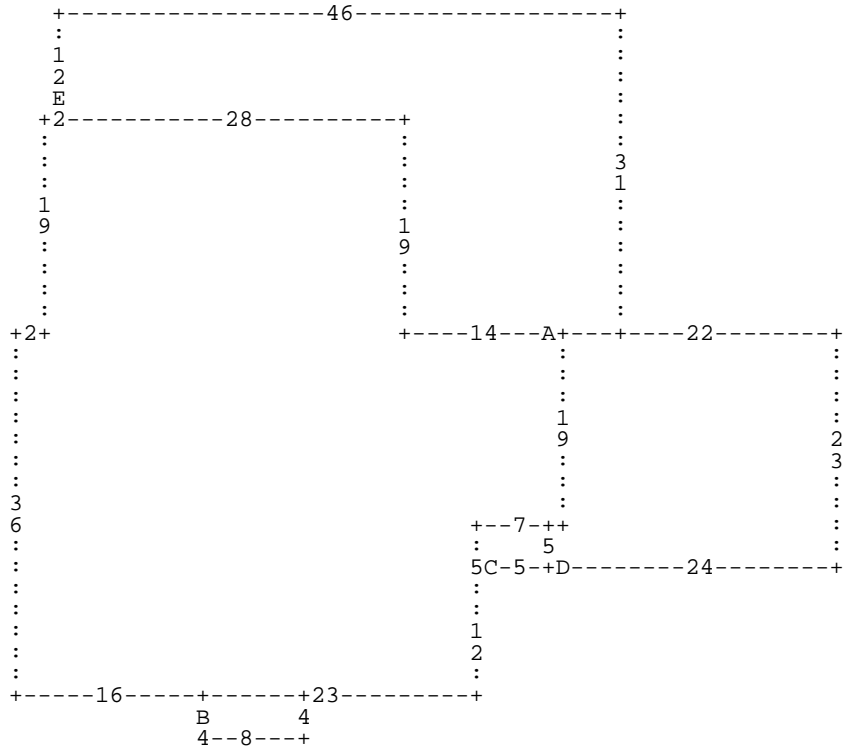 +------------------46------------------+
   :                                      :
   1                                      :
   2                                      :
   E                                      :
  +2-----------28----------+              :
  :                        :              :
  :                        :              3
  :                        :              1
  1                        :              :
  9                        1              :
  :                        9              :
  :                        :              :
  :                        :              :
  :                        :              :
+2+                        +----14---A+---+----22--------+
:                                     :                  :
:                                     :                  :
:                                     :                  :
:                                     1                  :
:                                     9                  2
:                                     :                  3
:                                     :                  :
3                                     :                  :
6                               +--7-++                  :
:                               :    5                   :
:                               5C-5-+D--------24--------+
:                               :
:                               :
:                               1
:                               2
:                               :
+-----16-----+------+23---------+
             B      4
             4--8---+